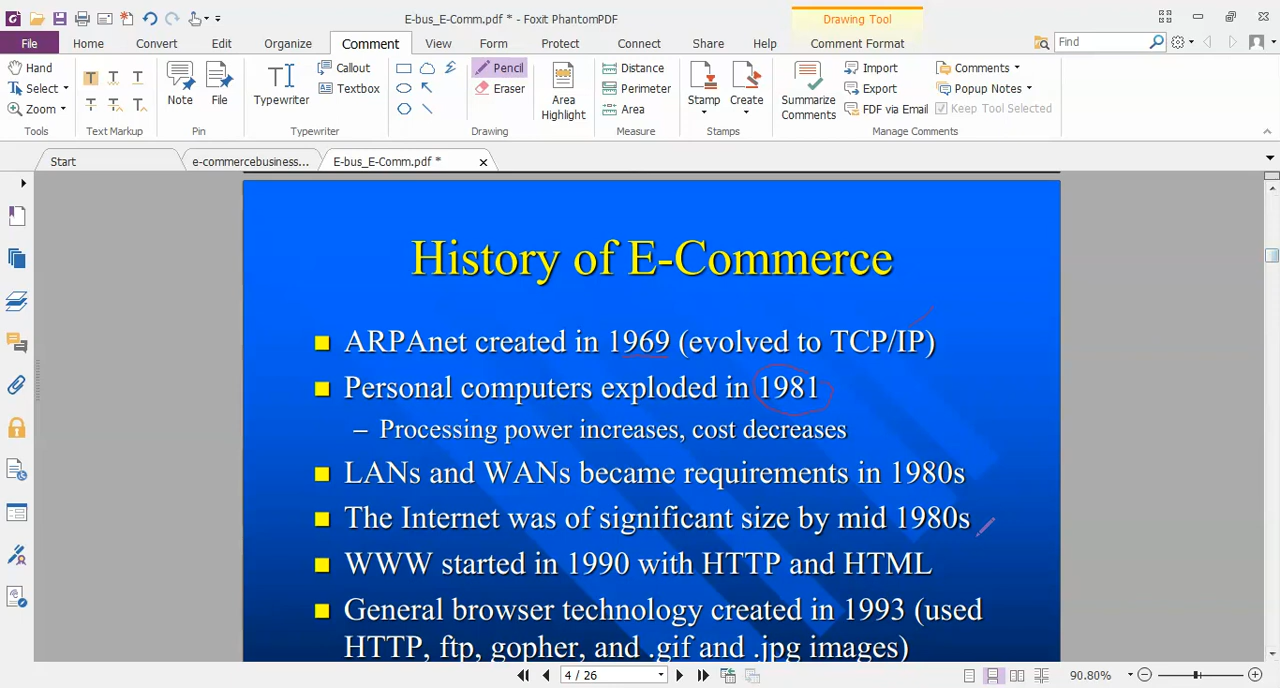 E-bus_E-Comm.pdf * - Foxit PhantomPDF
Drawing Tool
File Home Convert Edit Organize Comment View Form Protect Connect Share Help Comment Format Find
Hand
Select
Zoom
Tools
T T T
T T T
Text Markup
Note
File
Pin
Typewriter
Callout
Textbox
Typewriter
Pencil
Eraser
Drawing
Area
Highlight
Distance
Perimeter
Area
Measure
Stamp
Create
Stamps
Summarize
Comments
Import
Export
FDF via Email
Comments
Popup Notes
Keep Tool Selected
Manage Comments
Start
e-commercebusiness...
E-bus_E-Comm.pdf *
History of E-Commerce
ARPAnet created in 1969 (evolved to TCP/IP)
Personal computers exploded in 1981
– Processing power increases, cost decreases
LANs and WANs became requirements in 1980s
The Internet was of significant size by mid 1980s
WWW started in 1990 with HTTP and HTML
General browser technology created in 1993 (used
HTTP, ftp, gopher, and .gif and .jpg images)
4 / 26
90.80%